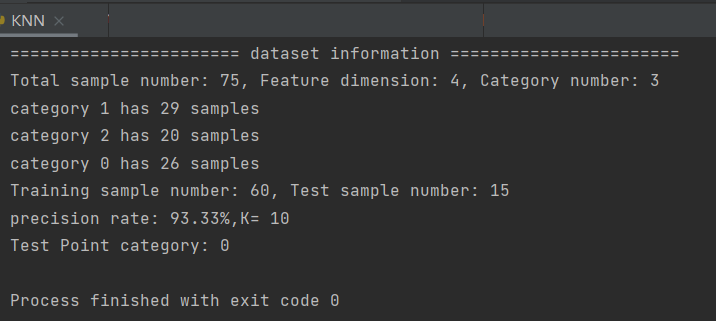 KNN
======================= dataset information =======================
Total sample number: 75, Feature dimension: 4, Category number: 3
category 1 has 29 samples
category 2 has 20 samples
category 0 has 26 samples
Training sample number: 60, Test sample number: 15
precision rate: 93.33%,K= 10
Test Point category: 0
Process finished with exit code 0